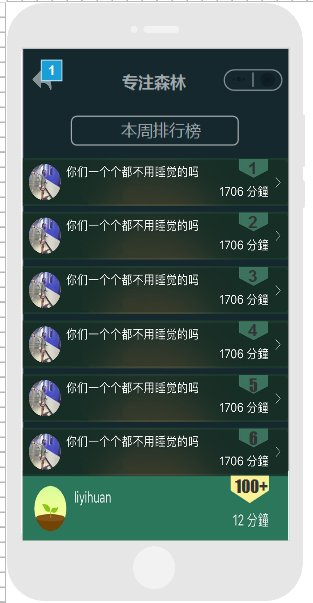 1
专注森林
本周排行榜
你们一个个都不用睡觉的吗
1
1706 分鐘
你们一个个都不用睡觉的吗
2
1706 分鐘
你们一个个都不用睡觉的吗
3
1706 分鐘
你们一个个都不用睡觉的吗
4
1706 分鐘
你们一个个都不用睡觉的吗
5
1706 分鐘
你们一个个都不用睡觉的吗
6
1706 分鐘
liyihuan
100+
12 分鐘